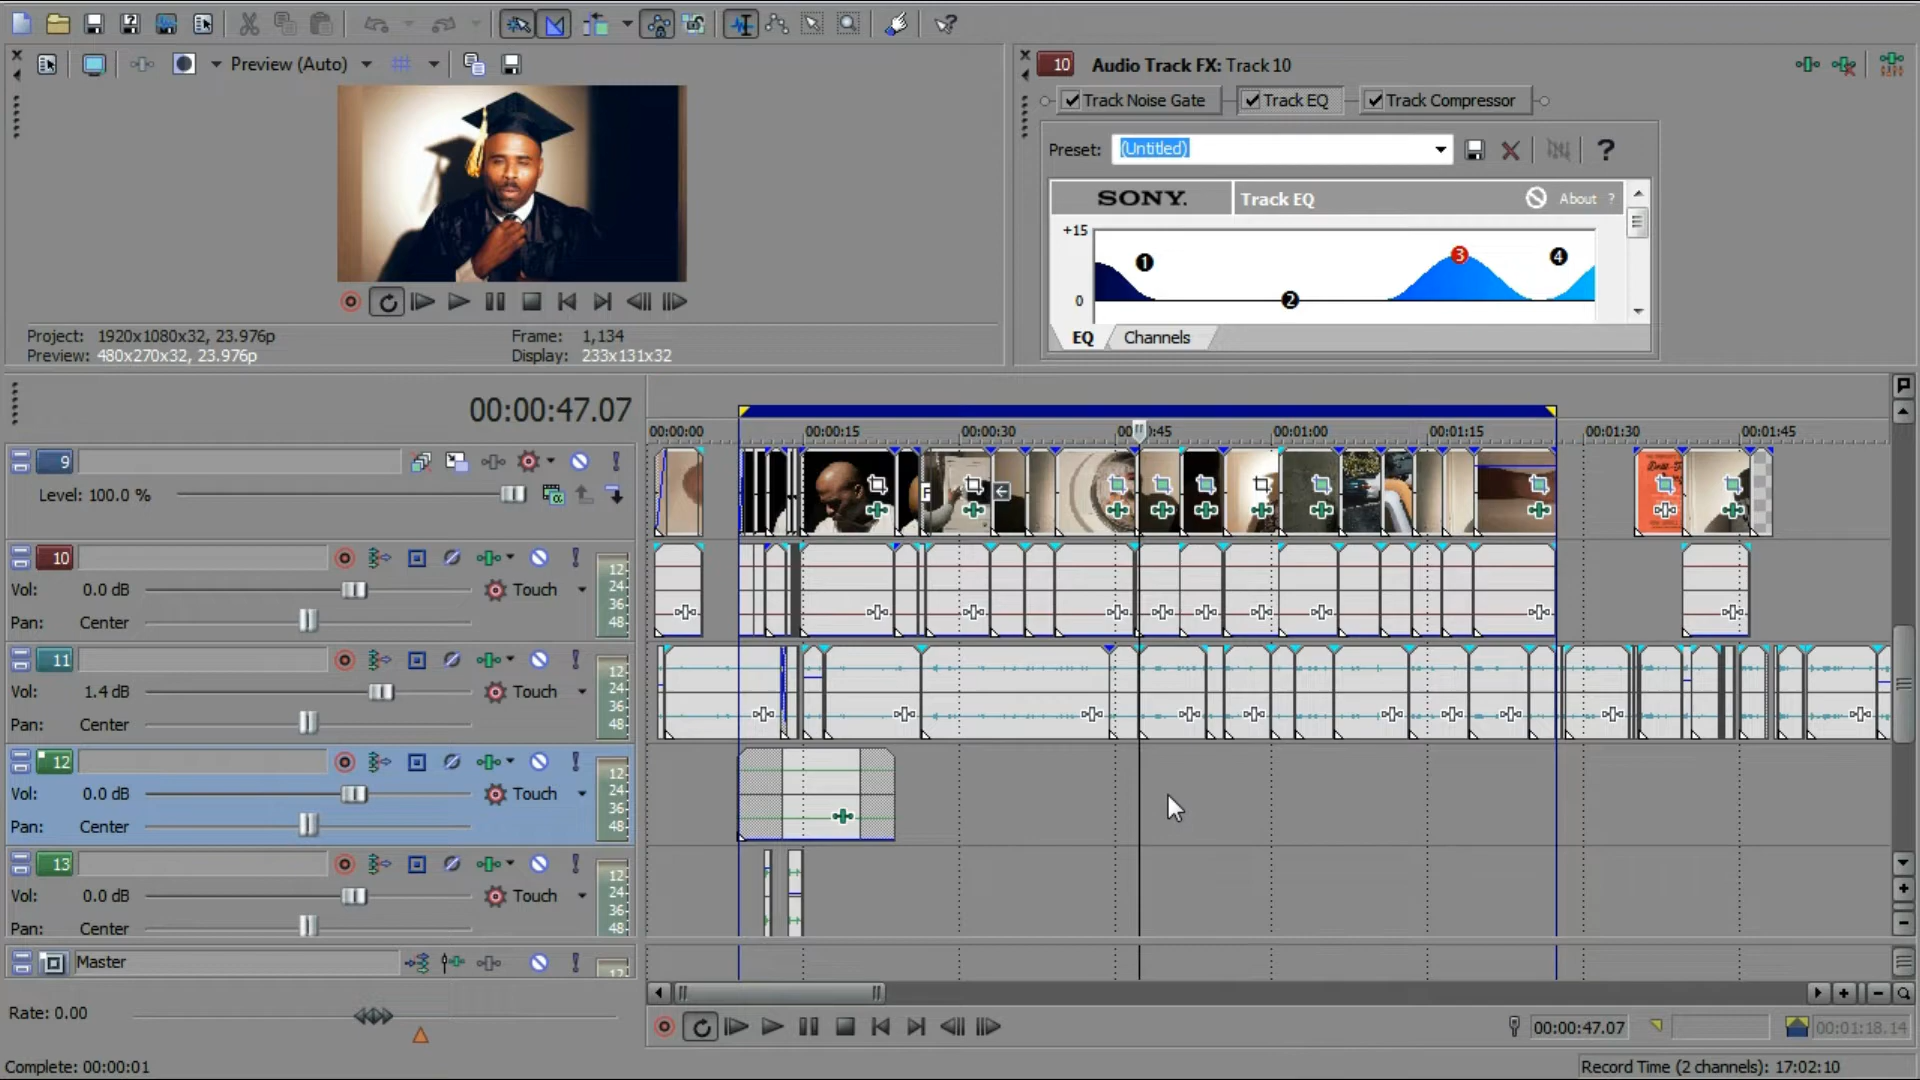 Preview (Auto)
Project: 1920x1080x32, 23.976p
Preview: 480x270x32, 23.976p
Frame: 1,134
Display: 233x131x32
10 Audio Track FX: Track 10
Track Noise Gate Track EQ Track Compressor
Preset: (Untitled) ?
SONY. Track EQ About ?
+15
1 3 4
0 2
EQ Channels
00:00:47.07
00:00:00 00:00:15 00:00:30 00:00:45 00:01:00 00:01:15 00:01:30 00:01:45
9
Level: 100.0 %
10
Vol: 0.0 dB Touch
Pan: Center
12
24
36
48
11
Vol: 1.4 dB Touch
Pan: Center
12
24
36
48
12
Vol: 0.0 dB Touch
Pan: Center
12
24
36
48
13
Vol: 0.0 dB Touch
Pan: Center
12
24
36
48
Master
12
Rate: 0.00
00:00:47.07 00:01:18.14
Complete: 00:00:01
Record Time (2 channels): 17:02:10